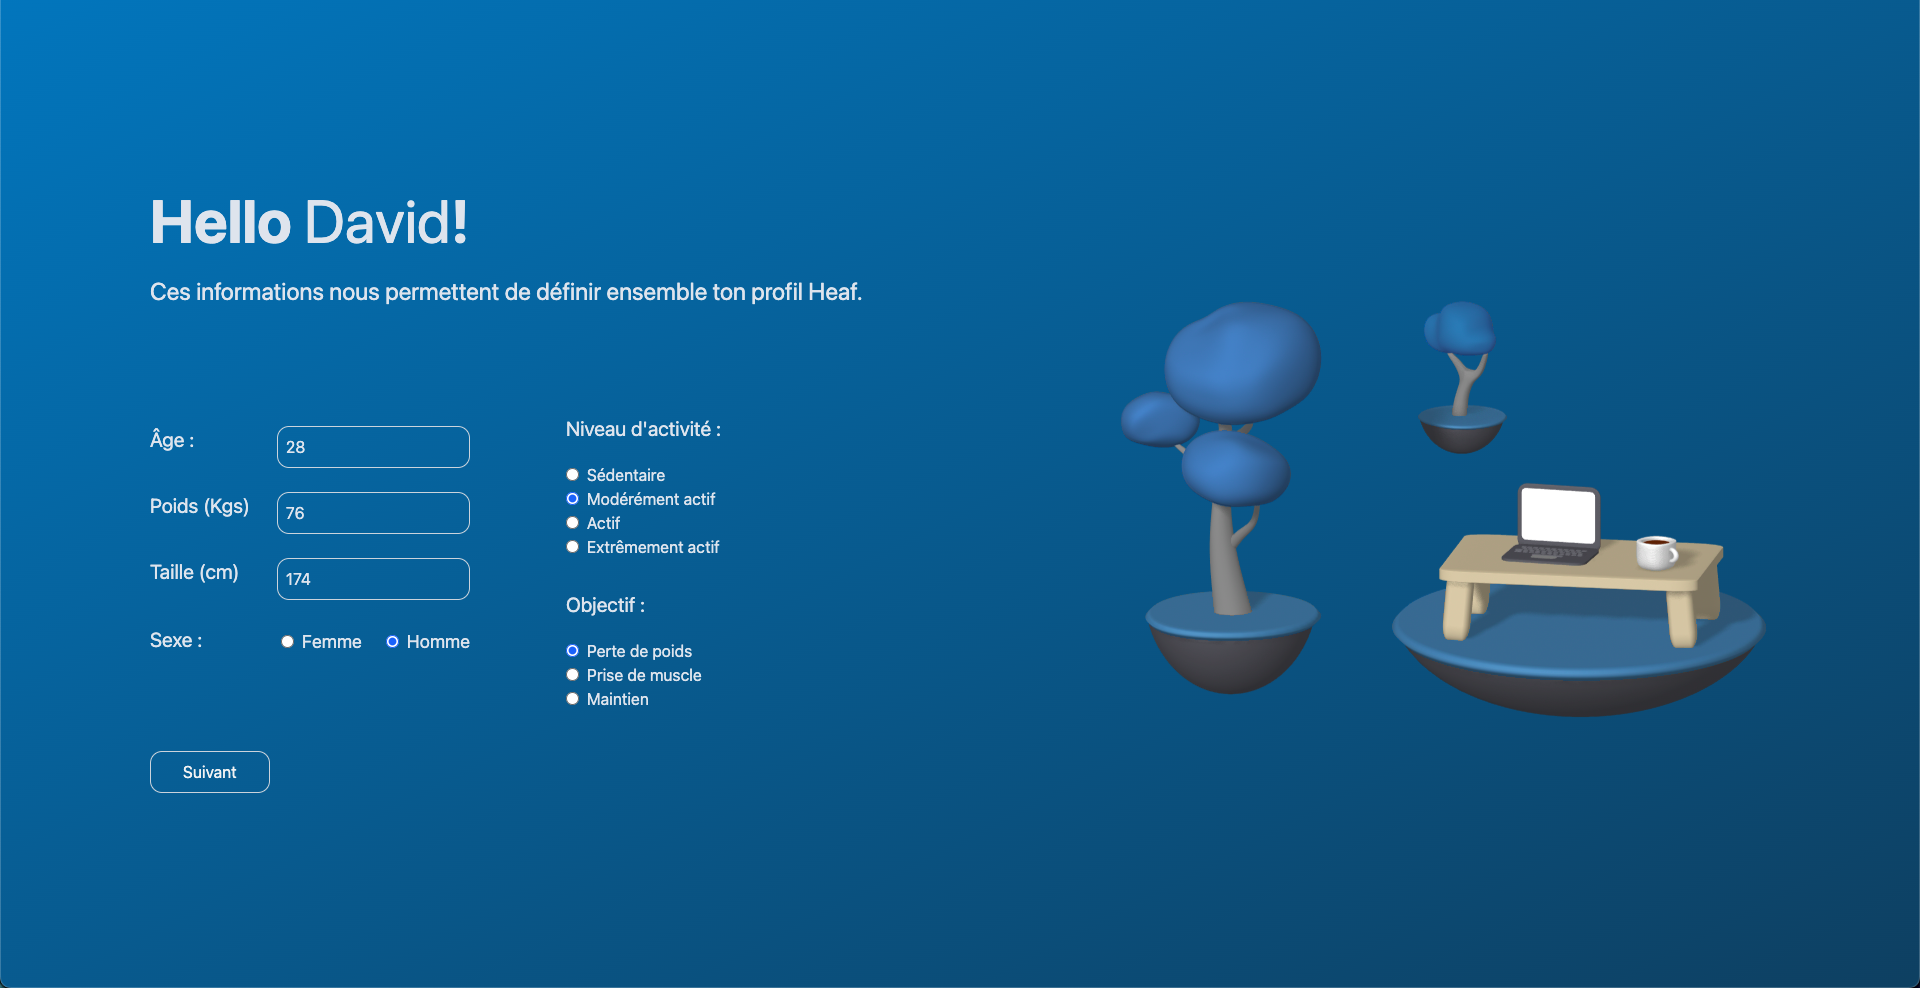 Hello David!
Ces informations nous permettent de définir ensemble ton profil Heaf.
Âge :
28
Poids (Kgs)
76
Taille (cm)
174
Sexe :
Femme
Homme
Niveau d'activité :
Sédentaire
Modérément actif
Actif
Extrêmement actif
Objectif :
Perte de poids
Prise de muscle
Maintien
Suivant